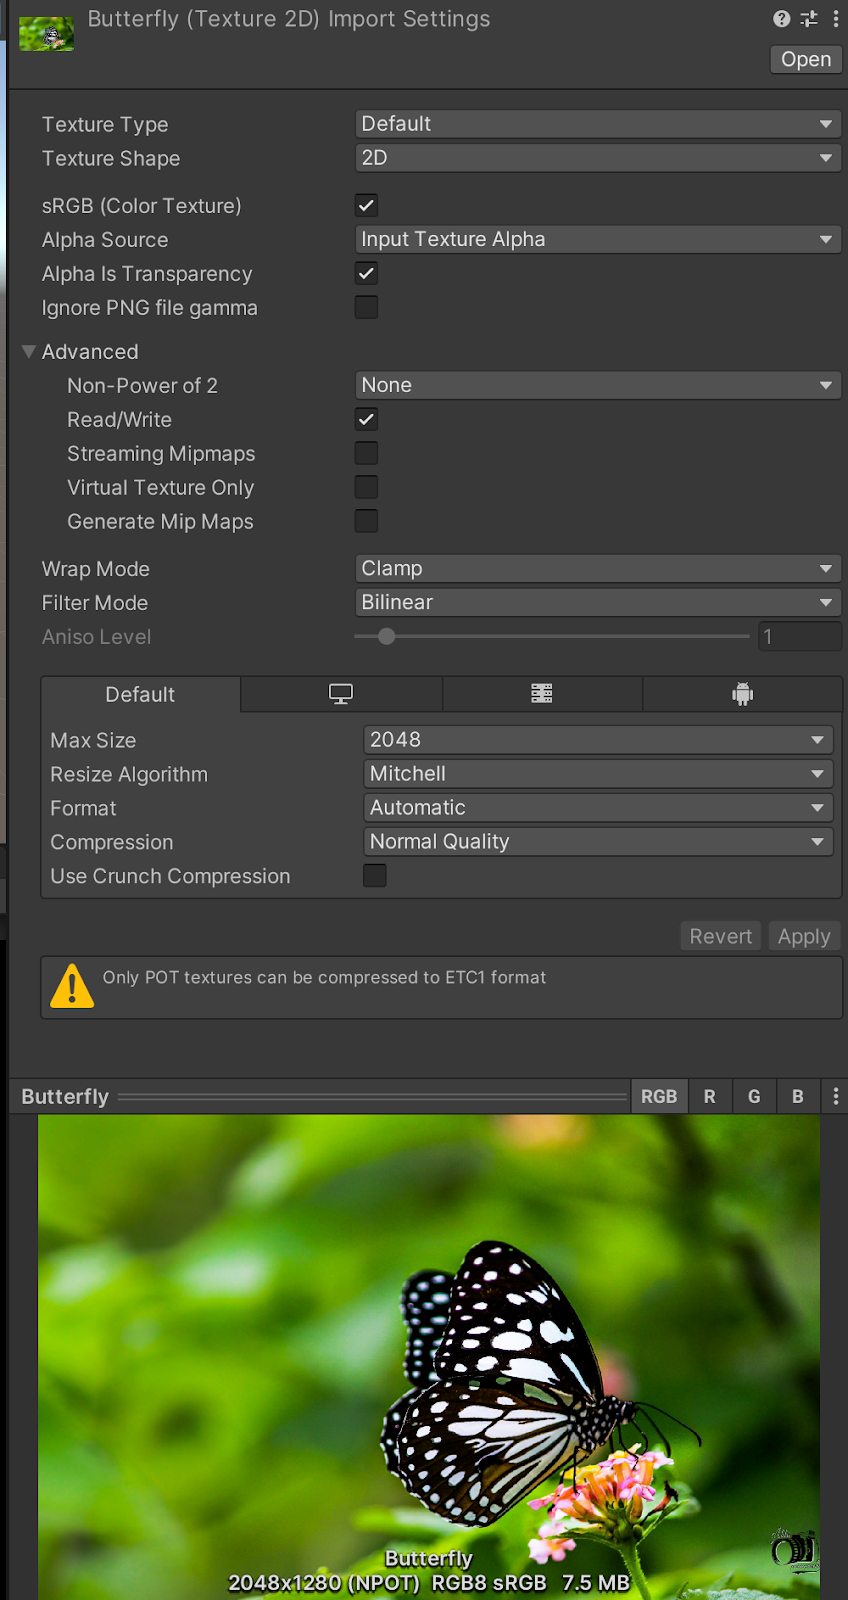 Butterfly (Texture 2D) Import Settings
Open
Texture Type Default
Texture Shape 2D
sRGB (Color Texture)
Alpha Source Input Texture Alpha
Alpha Is Transparency
Ignore PNG file gamma
Advanced
Non-Power of 2 None
Read/Write
Streaming Mipmaps
Virtual Texture Only
Generate Mip Maps
Wrap Mode Clamp
Filter Mode Bilinear
Aniso Level 1
Default
Max Size 2048
Resize Algorithm Mitchell
Format Automatic
Compression Normal Quality
Use Crunch Compression
Revert Apply
Only POT textures can be compressed to ETC1 format
Butterfly RGB R G B
Butterfly
2048x1280 (NPOT) RGB8 sRGB 7.5 MB